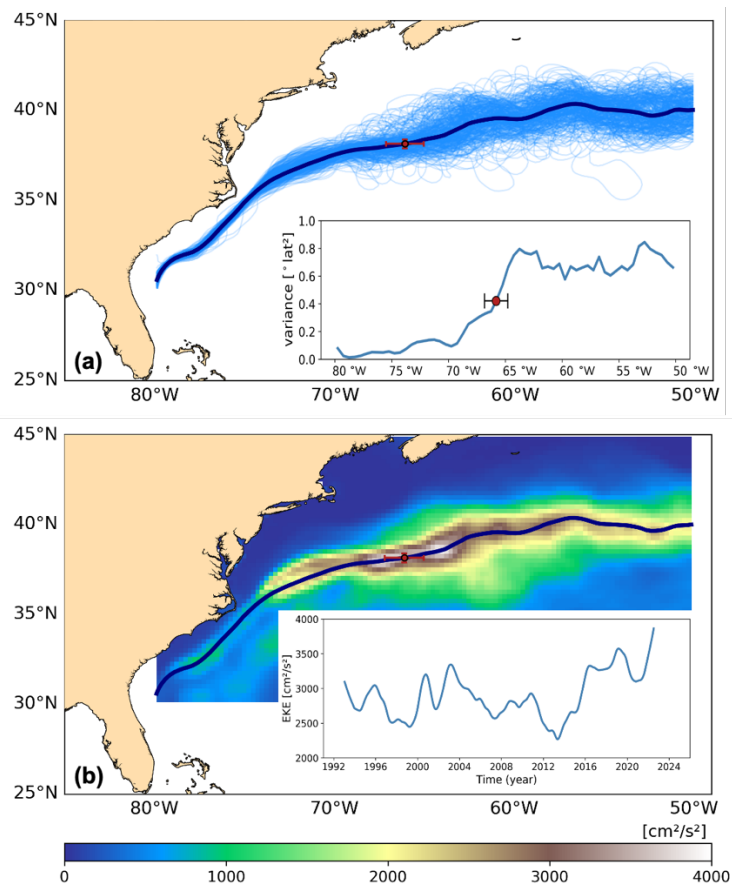 45°N
40°N
35°N
30°N
25°N
(a)
variance [ ° lat²]
1.0
0.8
0.6
0.4
0.2
0.0
80 °W 75 °W 70 °W 65 °W 60 °W 55 °W 50 °W
80°W 70°W 60°W 50°W
45°N
40°N
35°N
30°N
25°N
(b)
EKE [cm²/s²]
4000
3500
3000
2500
2000
1992 1996 2000 2004 2008 2012 2016 2020 2024
Time (year)
80°W 70°W 60°W 50°W
[cm²/s²]
0 1000 2000 3000 4000